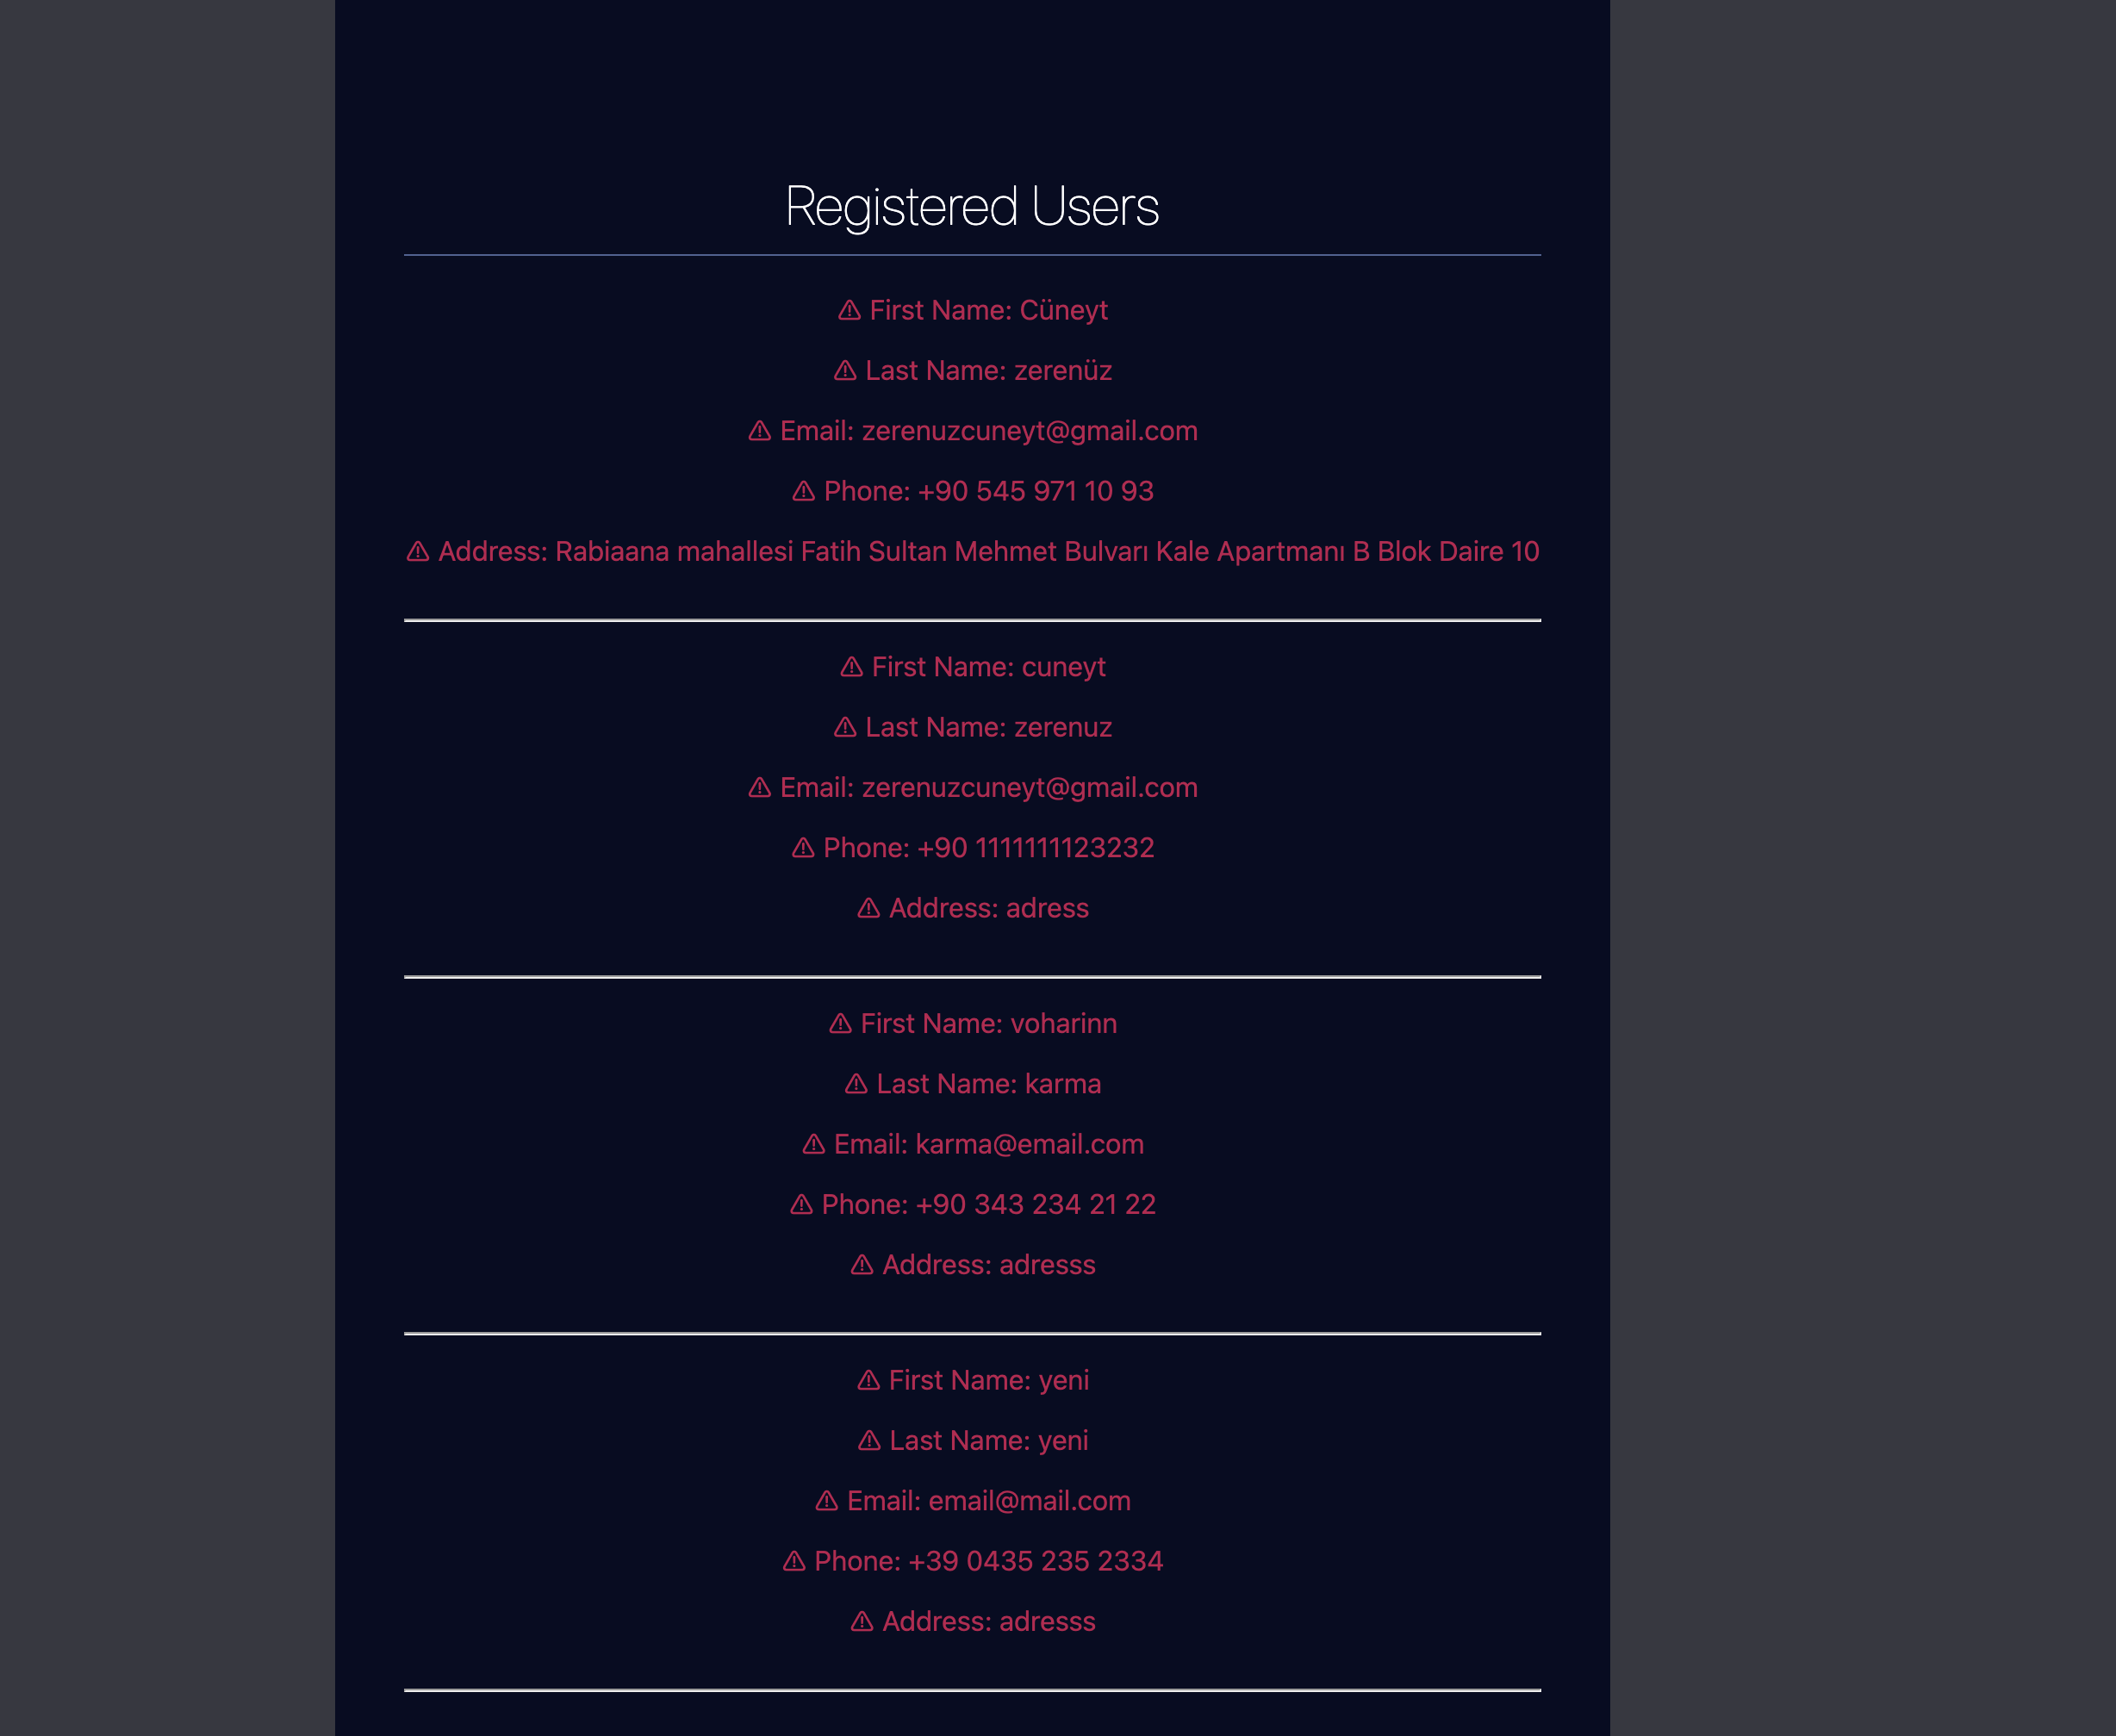 Registered Users
⚠ First Name: Cüneyt
⚠ Last Name: zerenüz
⚠ Email: zerenuzcuneyt@gmail.com
⚠ Phone: +90 545 971 10 93
⚠ Address: Rabiaana mahallesi Fatih Sultan Mehmet Bulvarı Kale Apartmanı B Blok Daire 10
⚠ First Name: cuneyt
⚠ Last Name: zerenuz
⚠ Email: zerenuzcuneyt@gmail.com
⚠ Phone: +90 1111111123232
⚠ Address: adress
⚠ First Name: voharinn
⚠ Last Name: karma
⚠ Email: karma@email.com
⚠ Phone: +90 343 234 21 22
⚠ Address: adresss
⚠ First Name: yeni
⚠ Last Name: yeni
⚠ Email: email@mail.com
⚠ Phone: +39 0435 235 2334
⚠ Address: adresss